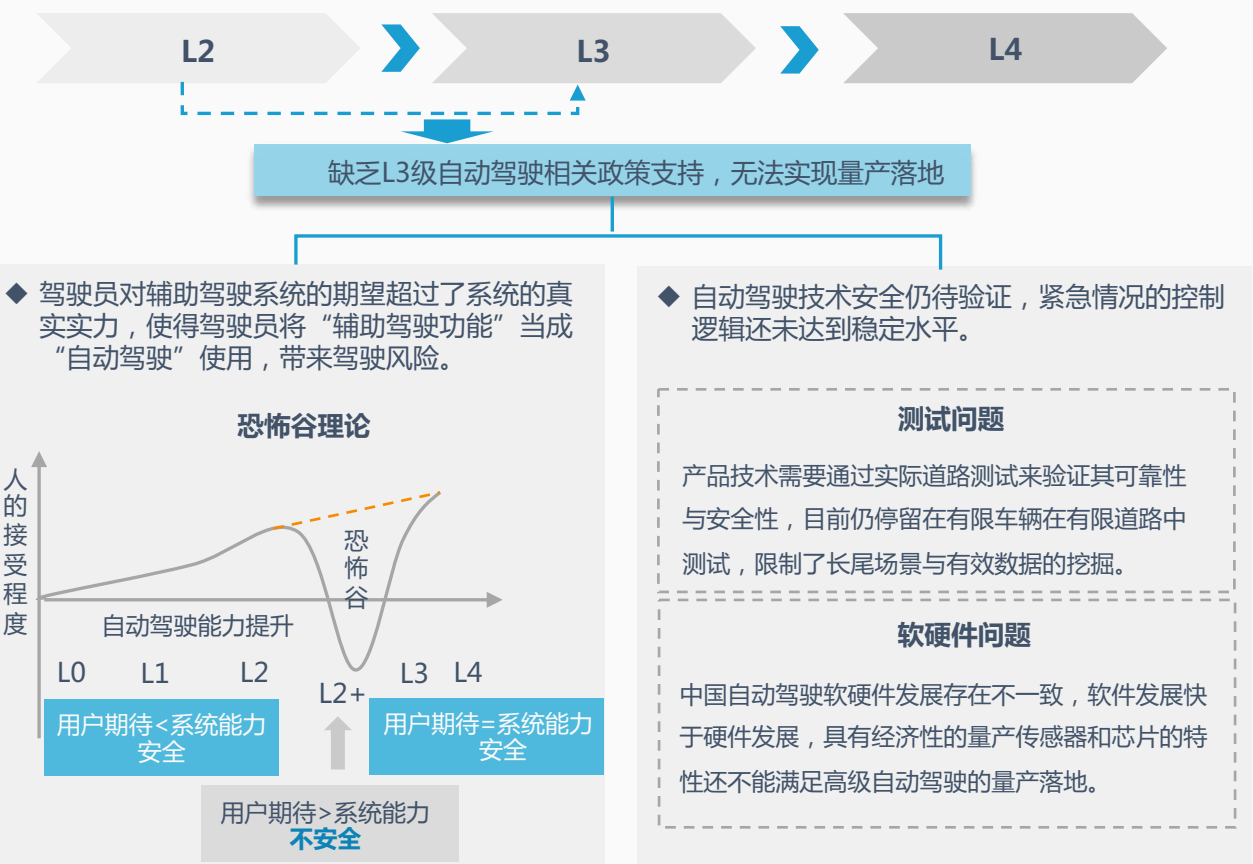 L2
L3
L4
缺乏L3级自动驾驶相关政策支持，无法实现量产落地
◆ 驾驶员对辅助驾驶系统的期望超过了系统的真
实实力，使得驾驶员将“辅助驾驶功能”当成
“自动驾驶”使用，带来驾驶风险。
恐怖谷理论
人的接受程度
恐怖谷
自动驾驶能力提升
L0
L1
L2
L2+
L3
L4
用户期待<系统能力
安全
用户期待=系统能力
安全
用户期待>系统能力
不安全
◆ 自动驾驶技术安全仍待验证，紧急情况的控制
逻辑还未达到稳定水平。
测试问题
产品技术需要通过实际道路测试来验证其可靠性
与安全性，目前仍停留在有限车辆在有限道路中
测试，限制了长尾场景与有效数据的挖掘。
软硬件问题
中国自动驾驶软硬件发展存在不一致，软件发展快
于硬件发展，具有经济性的量产传感器和芯片的特
性还不能满足高级自动驾驶的量产落地。